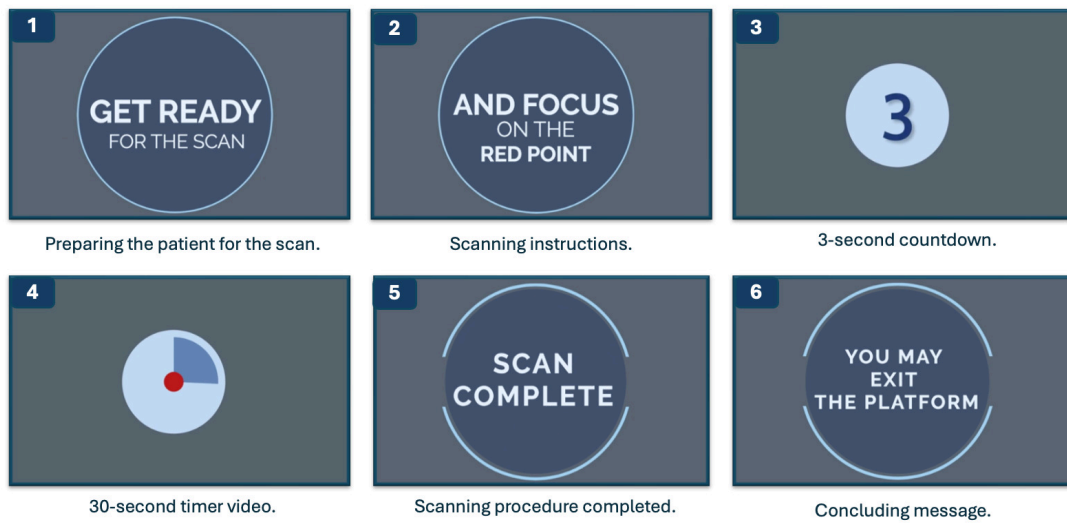 1
GET READY
FOR THE SCAN
Preparing the patient for the scan.
2
AND FOCUS
ON THE
RED POINT
Scanning instructions.
3
3
3-second countdown.
4
30-second timer video.
5
SCAN
COMPLETE
Scanning procedure completed.
6
YOU MAY
EXIT
THE PLATFORM
Concluding message.